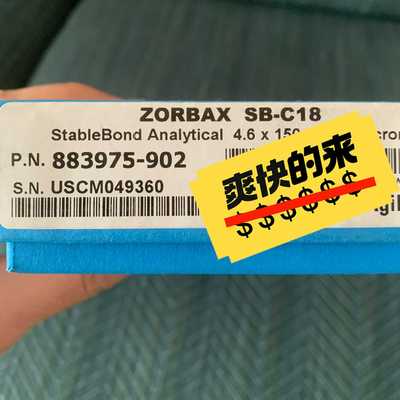 ZORBAX SB-C18
StableBond Analytical 4.6 x 150
P.N. 883975-902
S.N. USCM049360
爽快的来
$$$$$$